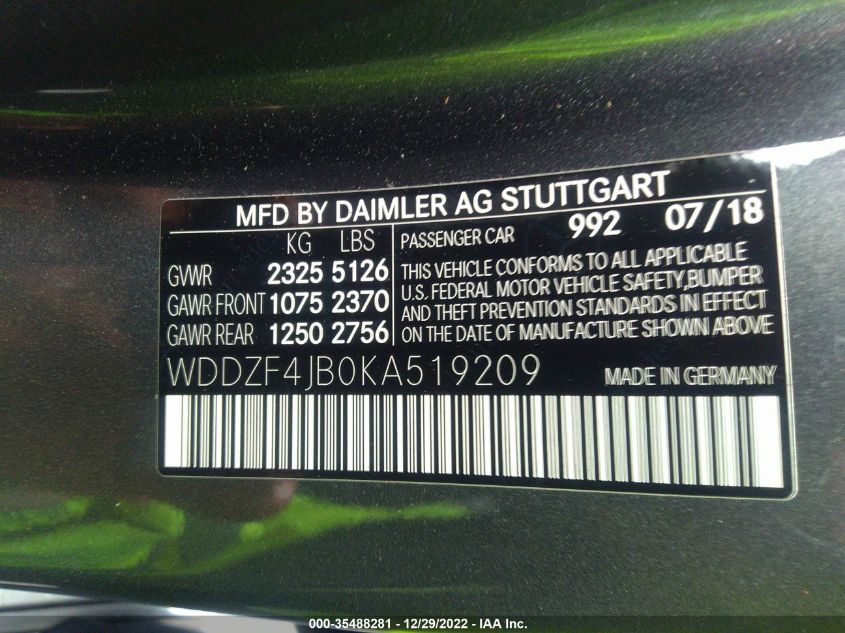 MFD BY DAIMLER AG STUTTGART
KG LBS
GVWR 2325 5126
GAWR FRONT 1075 2370
GAWR REAR 1250 2756
PASSENGER CAR 992 07/18
THIS VEHICLE CONFORMS TO ALL APPLICABLE
U.S. FEDERAL MOTOR VEHICLE SAFETY,BUMPER
AND THEFT PREVENTION STANDARDS IN EFFECT
ON THE DATE OF MANUFACTURE SHOWN ABOVE
WDDZF4JB0KA519209 MADE IN GERMANY
000-35488281 - 12/29/2022 - IAA Inc.